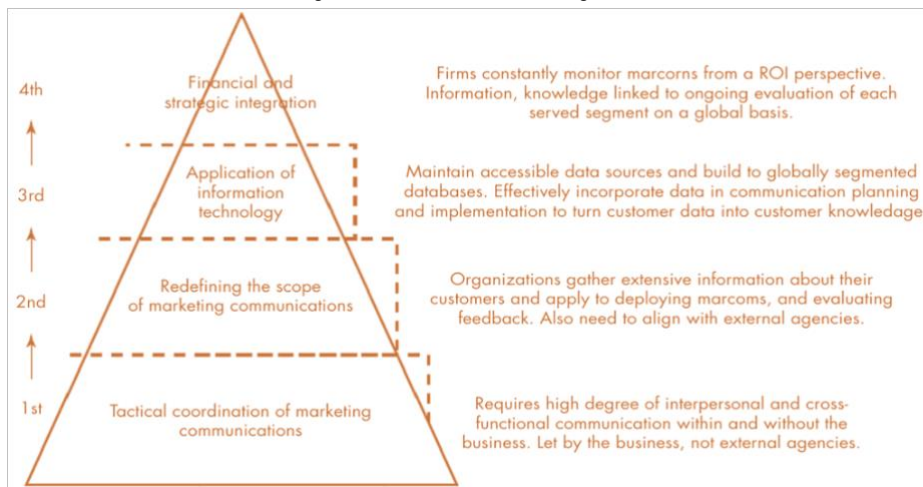 4th
Financial and
strategic integration
Firms constantly monitor marcorns from a ROI perspective.
Information, knowledge linked to ongoing evaluation of each
served segment on a global basis.
3rd
Application of
information
technology
Maintain accessible data sources and build to globally segmented
databases. Effectively incorporate data in communication planning
and implementation to turn customer data into customer knowledge
2nd
Redefining the scope
of marketing communications
Organizations gather extensive information about their
customers and apply to deploying marcoms, and evaluating
feedback. Also need to align with external agencies.
1st
Tactical coordination of marketing
communications
Requires high degree of interpersonal and cross-
functional communication within and without the
business. Let by the business, not external agencies.